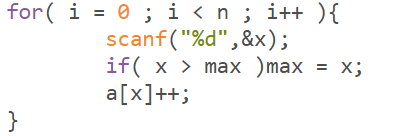 for( i = 0 ; i < n ; i++ ){
        scanf("%d",&x);
        if( x > max )max = x;
        a[x]++;
}